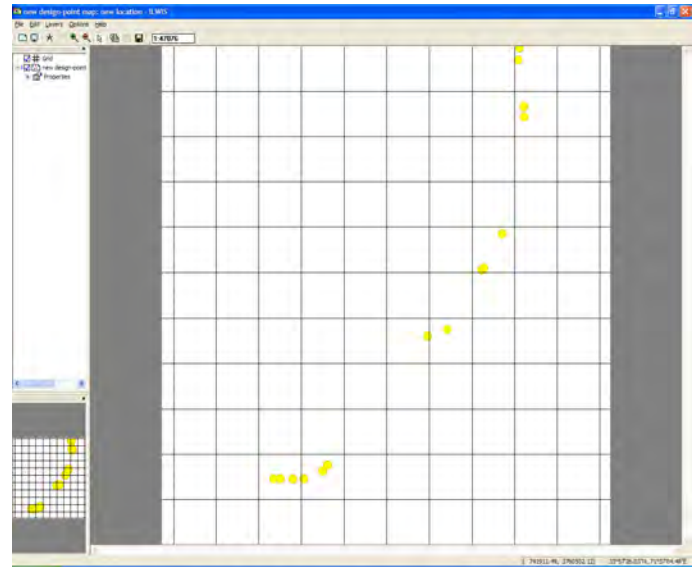 new design-point map: new location - ILWIS
File Edit Layers Options Help
1:47876
Grid
new design-point
Properties